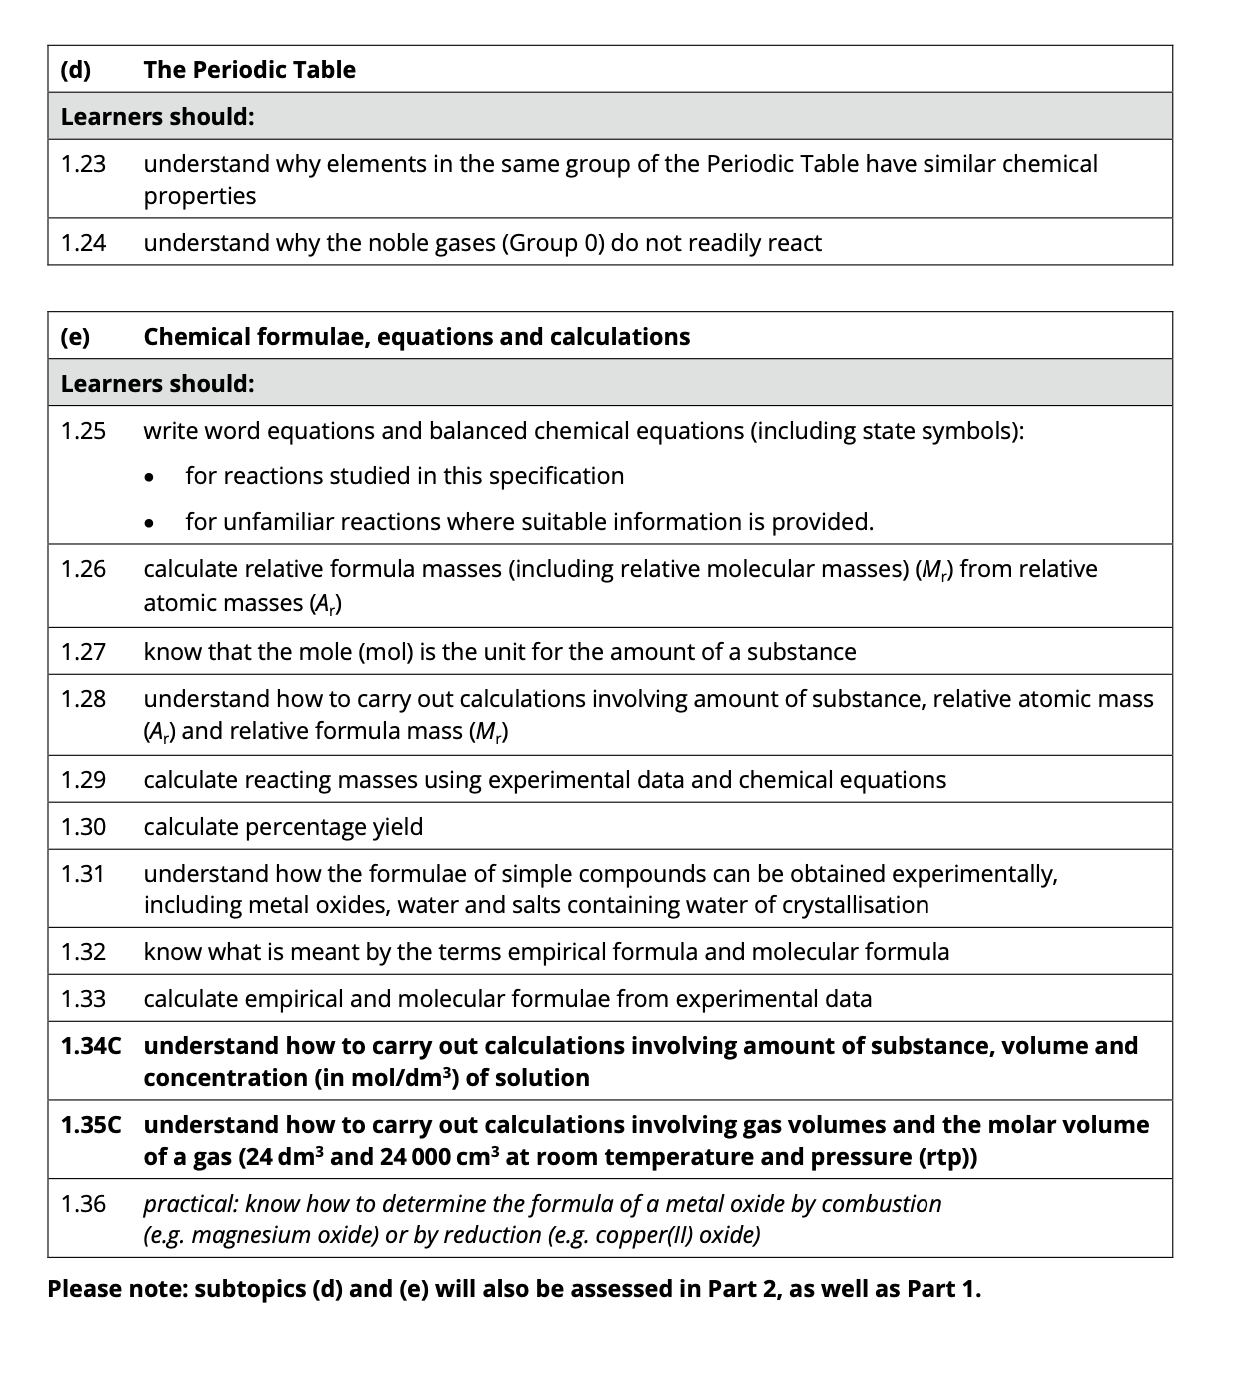 (d) The Periodic Table
Learners should:
1.23 understand why elements in the same group of the Periodic Table have similar chemical
properties
1.24 understand why the noble gases (Group 0) do not readily react
(e) Chemical formulae, equations and calculations
Learners should:
1.25 write word equations and balanced chemical equations (including state symbols):
• for reactions studied in this specification
• for unfamiliar reactions where suitable information is provided.
1.26 calculate relative formula masses (including relative molecular masses) (Mᵣ) from relative
atomic masses (Aᵣ)
1.27 know that the mole (mol) is the unit for the amount of a substance
1.28 understand how to carry out calculations involving amount of substance, relative atomic mass
(Aᵣ) and relative formula mass (Mᵣ)
1.29 calculate reacting masses using experimental data and chemical equations
1.30 calculate percentage yield
1.31 understand how the formulae of simple compounds can be obtained experimentally,
including metal oxides, water and salts containing water of crystallisation
1.32 know what is meant by the terms empirical formula and molecular formula
1.33 calculate empirical and molecular formulae from experimental data
1.34C understand how to carry out calculations involving amount of substance, volume and
concentration (in mol/dm³) of solution
1.35C understand how to carry out calculations involving gas volumes and the molar volume
of a gas (24 dm³ and 24 000 cm³ at room temperature and pressure (rtp))
1.36 practical: know how to determine the formula of a metal oxide by combustion
(e.g. magnesium oxide) or by reduction (e.g. copper(II) oxide)
Please note: subtopics (d) and (e) will also be assessed in Part 2, as well as Part 1.